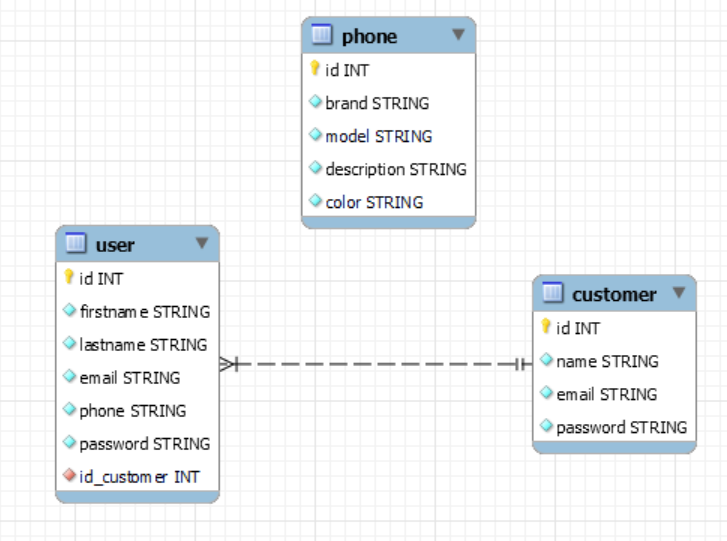 phone
id INT
brand STRING
model STRING
description STRING
color STRING
user
id INT
firstname STRING
lastname STRING
email STRING
phone STRING
password STRING
id_customer INT
customer
id INT
name STRING
email STRING
password STRING